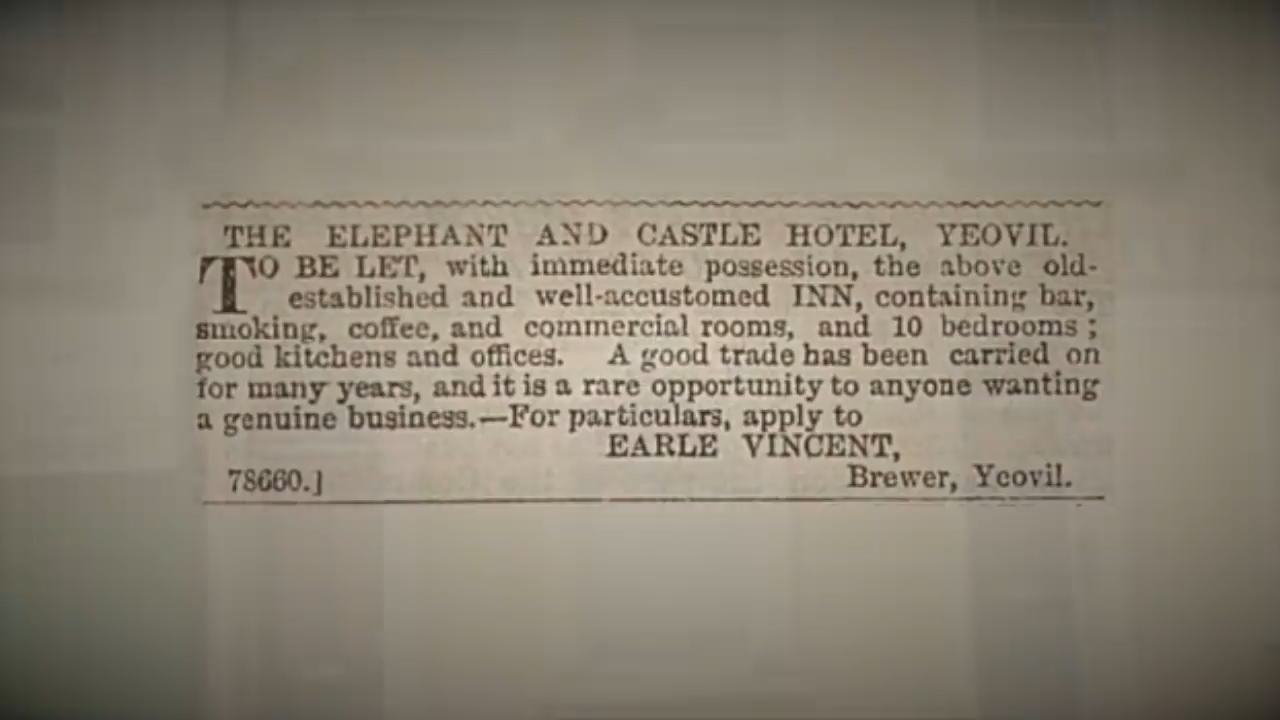 THE ELEPHANT AND CASTLE HOTEL, YEOVIL.
TO BE LET, with immediate possession, the above old-
established and well-accustomed INN, containing bar,
smoking, coffee, and commercial rooms, and 10 bedrooms ;
good kitchens and offices. A good trade has been carried on
for many years, and it is a rare opportunity to anyone wanting
a genuine business.—For particulars, apply to
EARLE VINCENT,
78660.] Brewer, Yeovil.